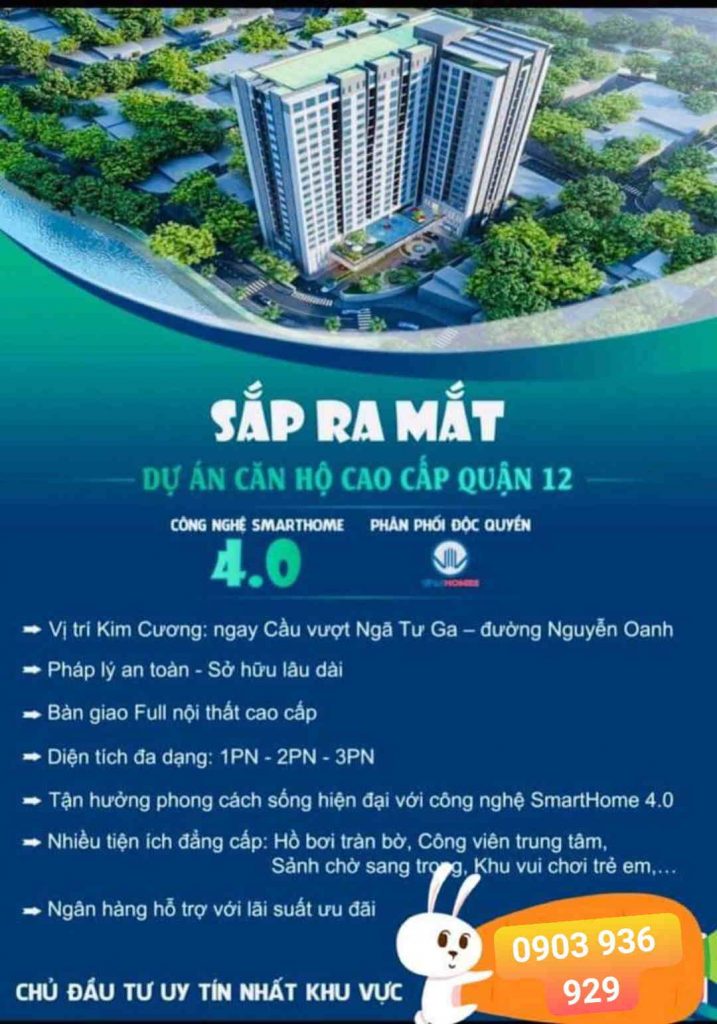 SẮP RA MẮT
DỰ ÁN CĂN HỘ CAO CẤP QUẬN 12
CÔNG NGHỆ SMARTHOME
4.0
PHÂN PHỐI ĐỘC QUYỀN
➡ Vị trí Kim Cương: ngay Cầu vượt Ngã Tư Ga – đường Nguyễn Oanh
➡ Pháp lý an toàn - Sở hữu lâu dài
➡ Bàn giao Full nội thất cao cấp
➡ Diện tích đa dạng: 1PN - 2PN - 3PN
➡ Tận hưởng phong cách sống hiện đại với công nghệ SmartHome 4.0
➡ Nhiều tiện ích đẳng cấp: Hồ bơi tràn bờ, Công viên trung tâm,
Sảnh chờ sang trọng, Khu vui chơi trẻ em,...
➡ Ngân hàng hỗ trợ với lãi suất ưu đãi
CHỦ ĐẦU TƯ UY TÍN NHẤT KHU VỰC
0903 936
929